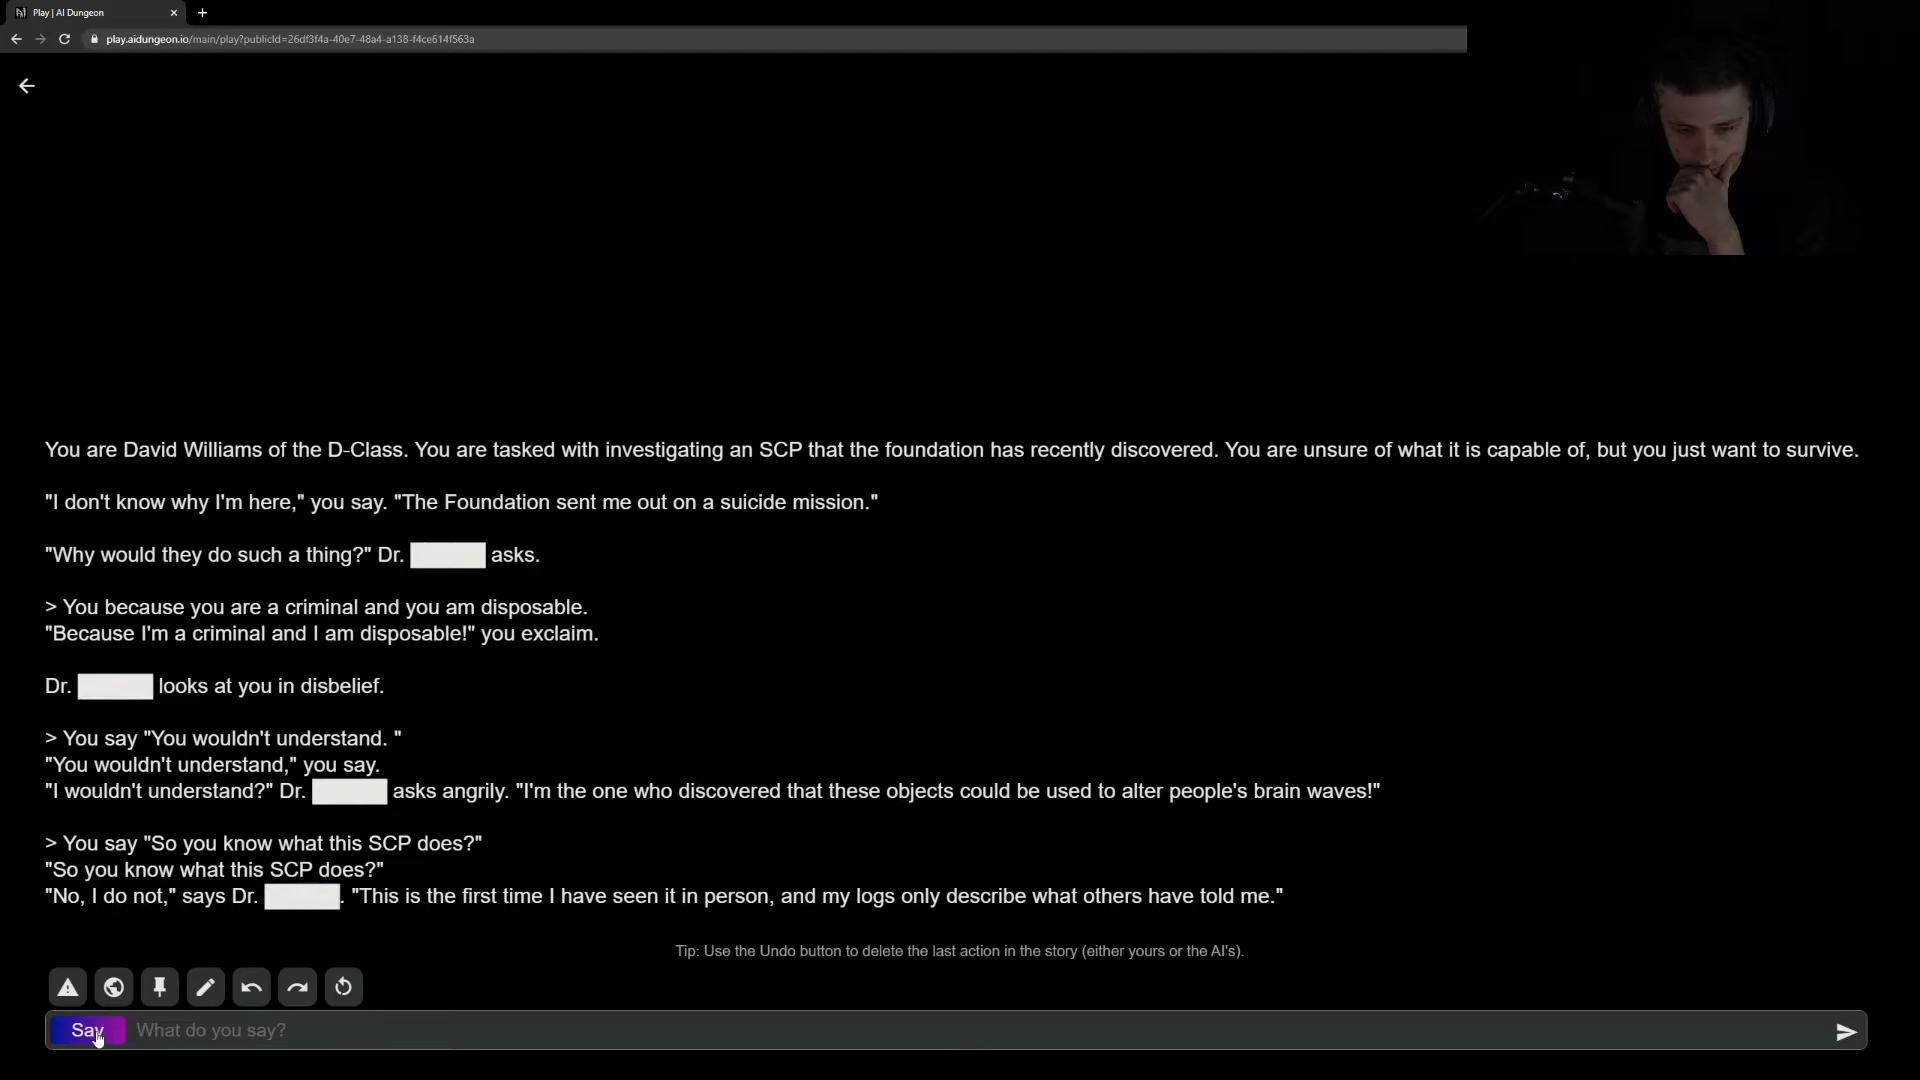 Play | AI Dungeon
play.aidungeon.io/main/play?publicId=26df3f4a-40e7-48a4-a138-f4ce614f563a
You are David Williams of the D-Class. You are tasked with investigating an SCP that the foundation has recently discovered. You are unsure of what it is capable of, but you just want to survive.
"I don't know why I'm here," you say. "The Foundation sent me out on a suicide mission."
"Why would they do such a thing?" Dr. asks.
> You because you are a criminal and you am disposable.
"Because I'm a criminal and I am disposable!" you exclaim.
Dr. looks at you in disbelief.
> You say "You wouldn't understand. "
"You wouldn't understand," you say.
"I wouldn't understand?" Dr. asks angrily. "I'm the one who discovered that these objects could be used to alter people's brain waves!"
> You say "So you know what this SCP does?"
"So you know what this SCP does?"
"No, I do not," says Dr. . "This is the first time I have seen it in person, and my logs only describe what others have told me."
Tip: Use the Undo button to delete the last action in the story (either yours or the AI's).
Say What do you say?